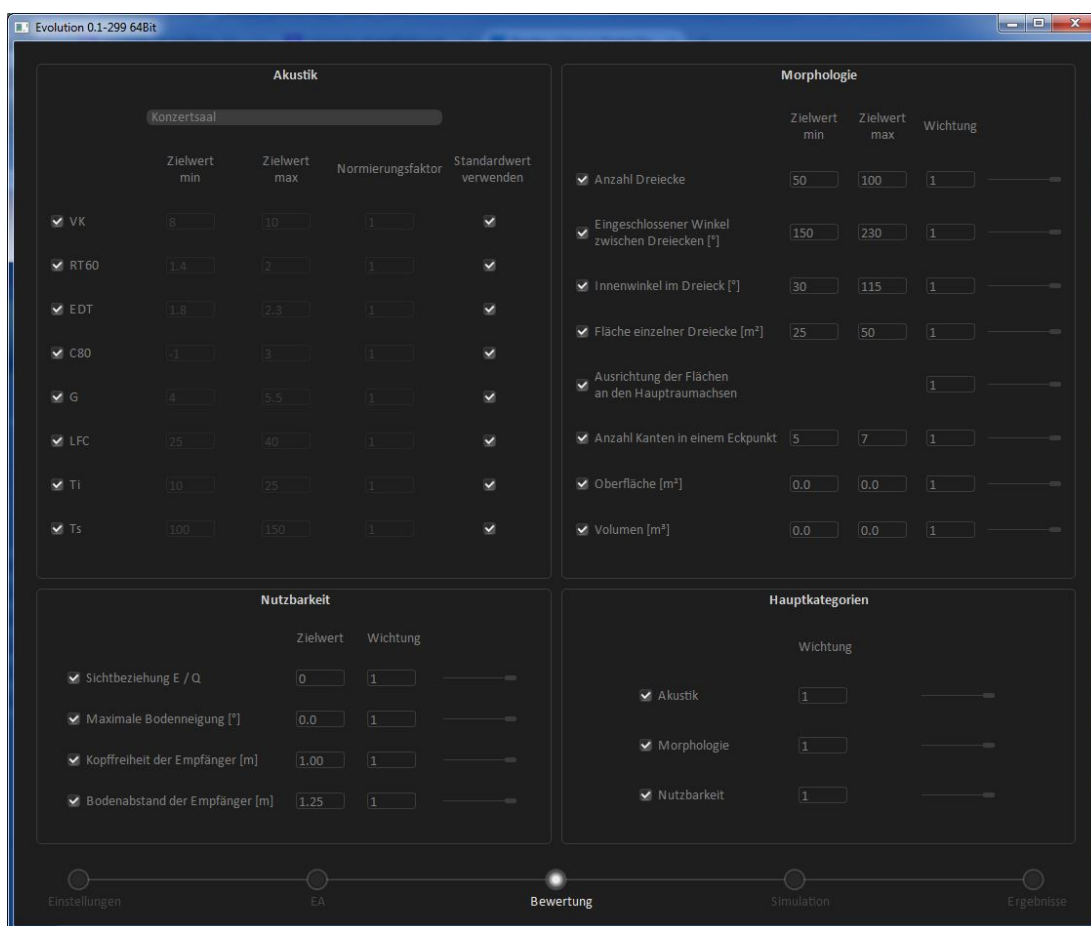 Evolution 0.1-299 64Bit
Akustik
Konzertsaal
Zielwert min Zielwert max Normierungsfaktor Standardwert verwenden
VK 8 10 1
RT60 1.4 2 1
EDT 1.8 2.3 1
C80 -1 3 1
G 4 5.5 1
LFC 25 40 1
Ti 10 25 1
Ts 100 150 1
Morphologie
Zielwert min Zielwert max Wichtung
Anzahl Dreiecke 50 100 1
Eingeschlossener Winkel
zwischen Dreiecken [°] 150 230 1
Innenwinkel im Dreieck [°] 30 115 1
Fläche einzelner Dreiecke [m²] 25 50 1
Ausrichtung der Flächen
an den Hauptraumachsen 1
Anzahl Kanten in einem Eckpunkt 5 7 1
Oberfläche [m²] 0.0 0.0 1
Volumen [m³] 0.0 0.0 1
Nutzbarkeit
Zielwert Wichtung
Sichtbeziehung E / Q 0 1
Maximale Bodenneigung [°] 0.0 1
Kopffreiheit der Empfänger [m] 1.00 1
Bodenabstand der Empfänger [m] 1.25 1
Hauptkategorien
Wichtung
Akustik 1
Morphologie 1
Nutzbarkeit 1
Einstellungen EA Bewertung Simulation Ergebnisse